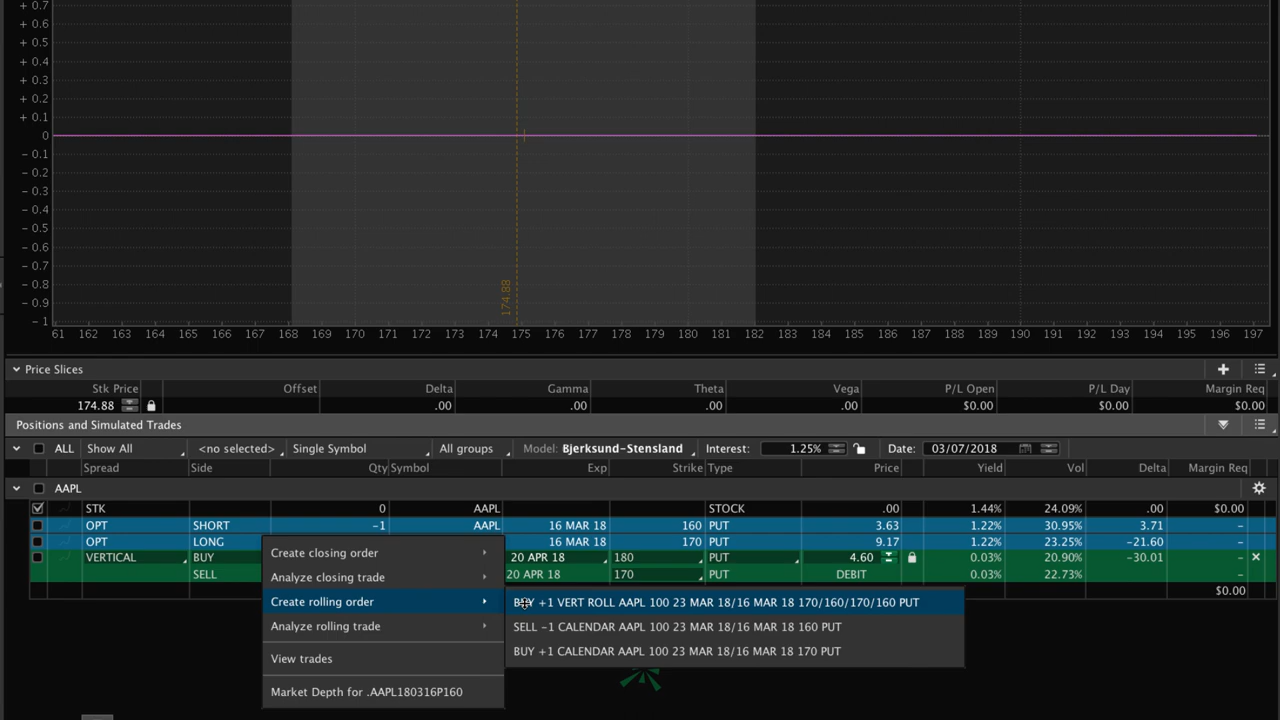 + 0.7
+ 0.6
+ 0.5
+ 0.4
+ 0.3
+ 0.2
+ 0.1
0
− 0.1
− 0.2
− 0.3
− 0.4
− 0.5
− 0.6
− 0.7
− 0.8
− 0.9
− 1
174.88
61 162 163 164 165 166 167 168 170 171 172 173 174 175 177 178 179 180 182 183 184 185 186 187 188 190 191 192 193 194 195 196 197
Price Slices
Stk Price Offset Delta Gamma Theta Vega P/L Open P/L Day Margin Req
174.88 .00 .00 .00 .00 $0.00 $0.00 $0.00
Positions and Simulated Trades
ALL Show All <no selected> Single Symbol All groups Model: Bjerksund-Stensland Interest: 1.25% Date: 03/07/2018
Spread Side Qty Symbol Exp Strike Type Price Yield Vol Delta Margin Req
AAPL
STK 0 AAPL STOCK 1.44% 24.09% .00 $0.00
OPT SHORT −1 AAPL 16 MAR 18 160 PUT 3.63 1.22% 30.95% 3.71 –
OPT LONG 16 MAR 18 170 PUT 9.17 1.22% 23.25% −21.60 –
VERTICAL BUY 20 APR 18 180 PUT 4.60 0.03% 20.90% −30.01 –
SELL 20 APR 18 170 PUT DEBIT 0.03% 22.73% –
$0.00
Create closing order
Analyze closing trade
Create rolling order
Analyze rolling trade
View trades
Market Depth for .AAPL180316P160
BUY +1 VERT ROLL AAPL 100 23 MAR 18/16 MAR 18 170/160/170/160 PUT
SELL −1 CALENDAR AAPL 100 23 MAR 18/16 MAR 18 160 PUT
BUY +1 CALENDAR AAPL 100 23 MAR 18/16 MAR 18 170 PUT